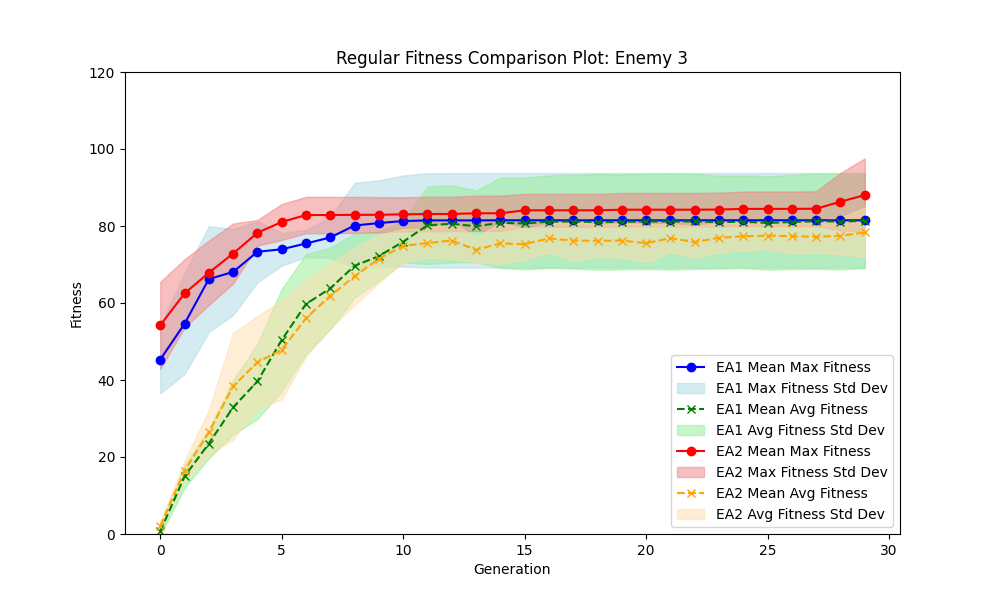 Regular Fitness Comparison Plot: Enemy 3
Fitness
120
100
80
60
40
20
0
0 5 10 15 20 25 30
Generation
EA1 Mean Max Fitness
EA1 Max Fitness Std Dev
EA1 Mean Avg Fitness
EA1 Avg Fitness Std Dev
EA2 Mean Max Fitness
EA2 Max Fitness Std Dev
EA2 Mean Avg Fitness
EA2 Avg Fitness Std Dev